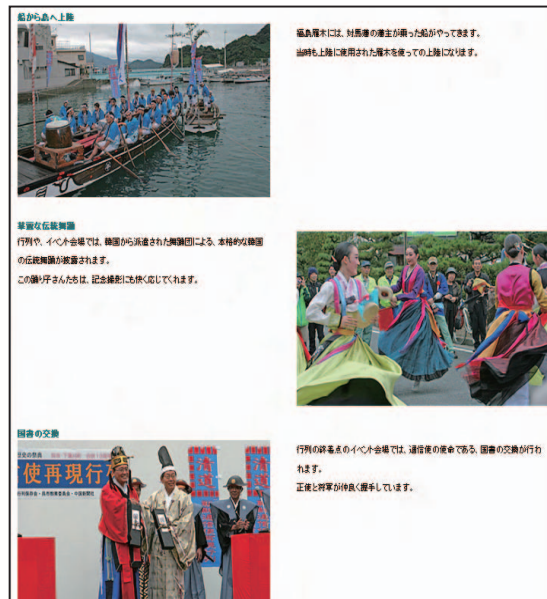 船から島へ上陸
福島雁木には、対馬藩の藩主が乗った船がやってきます。
当時も上陸に使用された雁木を使っての上陸になります。
華麗な伝統舞踊
行列や、イベント会場では、韓国から派遣された舞踊団による、本格的な韓国
の伝統舞踊が披露されます。
この踊り子さんたちは、記念撮影にも快く応じてくれます。
国書の交換
行列の終着点のイベント会場では、通信使の使命である、国書の交換が行わ
れます。
正使と将軍が仲良く握手しています。
使再現行
清道
清道